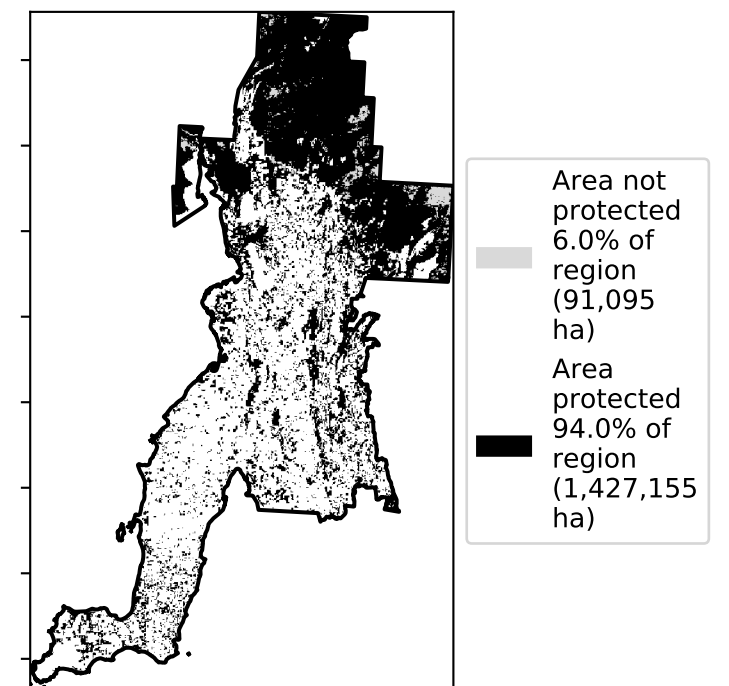 Area not
protected
6.0% of
region
(91,095
ha)
Area
protected
94.0% of
region
(1,427,155
ha)